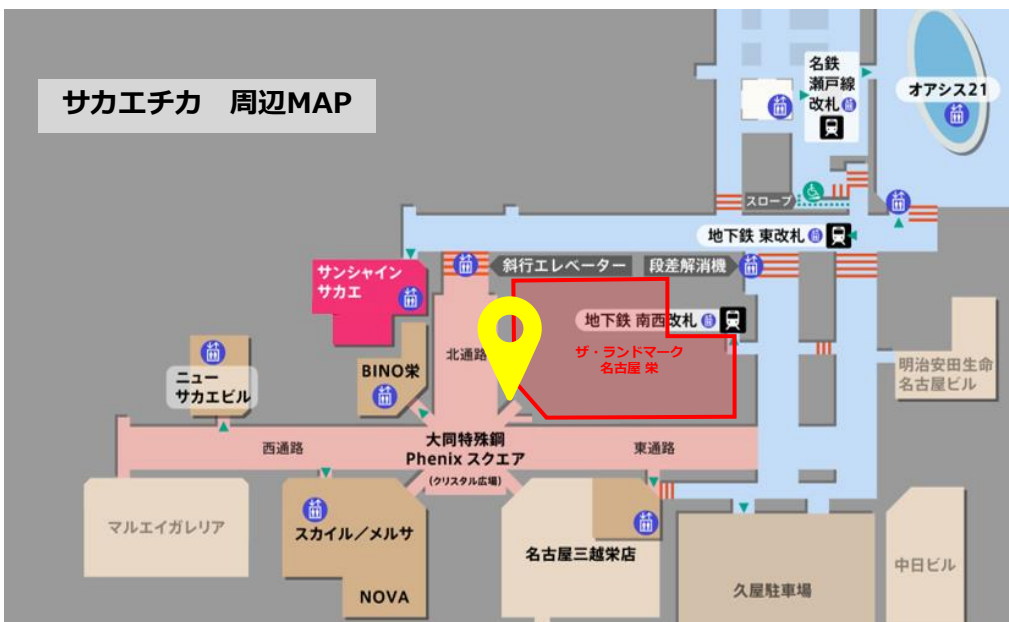 サカエチカ　周辺MAP
名鉄
瀬戸線
改札
オアシス21
スロープ
地下鉄 東改札
サンシャイン
サカエ
斜行エレベーター
段差解消機
地下鉄 南西改札
ザ・ランドマーク
名古屋 栄
北通路
BINO栄
ニュー
サカエビル
明治安田生命
名古屋ビル
西通路
大同特殊鋼
Phenix スクエア
(クリスタル広場)
東通路
マルエイガレリア
スカイル／メルサ
NOVA
名古屋三越栄店
久屋駐車場
中日ビル